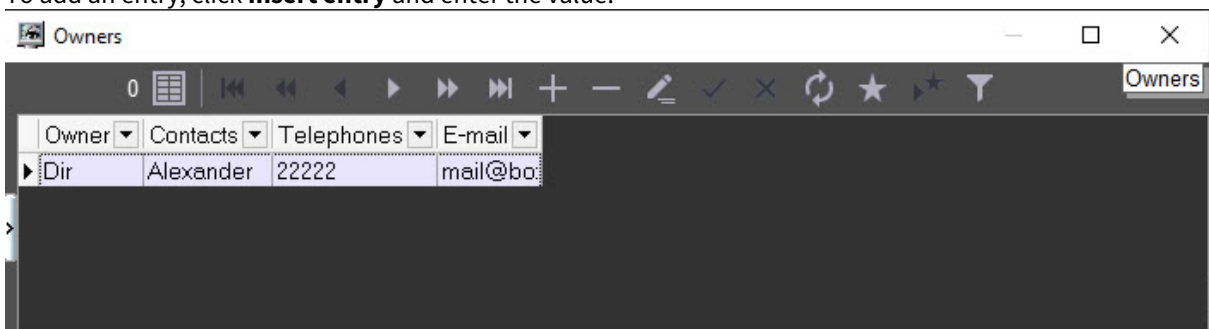 To add an entry, click Insert entry and enter the value.
Owners
0
Owners
Owner Contacts Telephones E-mail
Dir Alexander 22222 mail@bo